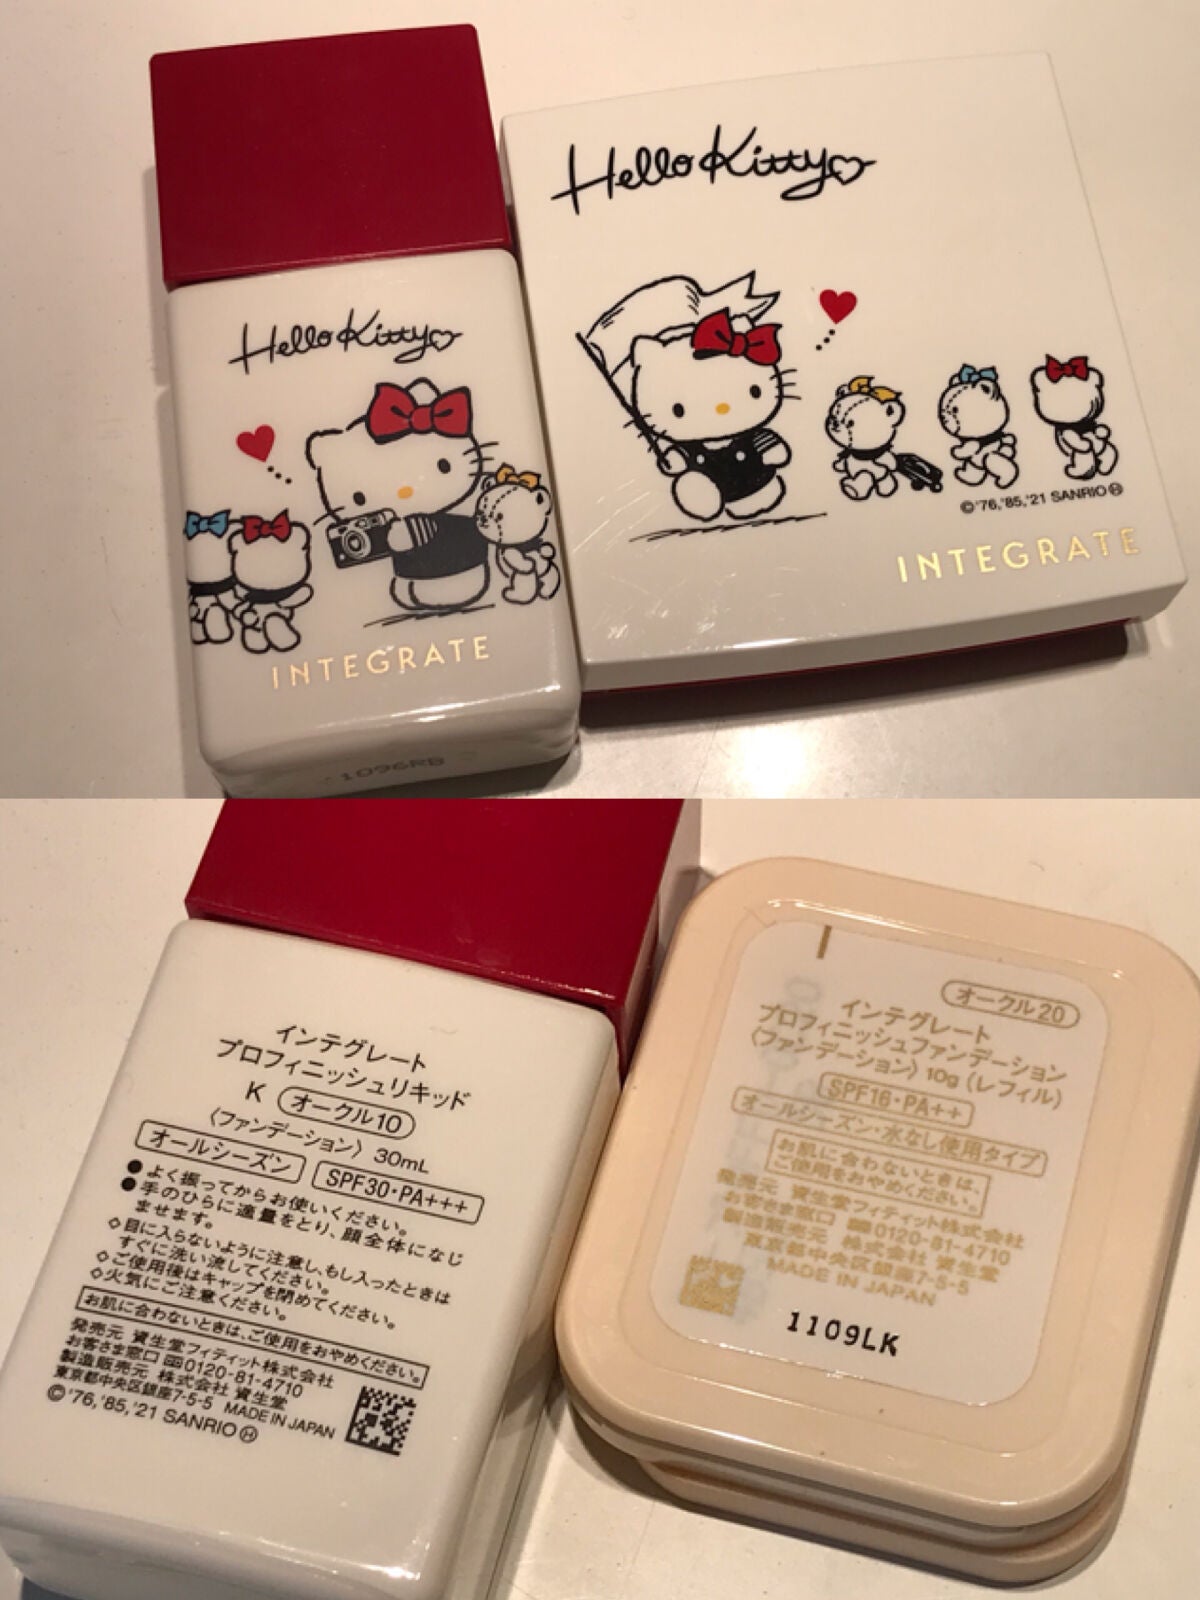 Hello Kitty
INTEGRATE
1096RB
Hello Kitty
©'76,'85,'21 SANRIO Ⓗ
INTEGRATE
インテグレート
プロフィニッシュリキッド
K オークル10
〈ファンデーション〉 30mL
オールシーズン SPF30・PA+++
●よく振ってからお使いください。
●手のひらに適量をとり、顔全体になじ
ませます。
◇目に入らないように注意し、もし入ったときは
すぐに洗い流してください。
◇ご使用後はキャップを閉めてください。
◇火気にご注意ください。
お肌に合わないときは、ご使用をおやめください。
発売元 資生堂フィティット株式会社
お客さま窓口 0120-81-4710
製造販売元 株式会社 資生堂
東京都中央区銀座7-5-5 MADE IN JAPAN
©'76,'85,'21 SANRIO Ⓗ
オークル20
インテグレート
プロフィニッシュファンデーション
〈ファンデーション〉 10g (レフィル)
SPF16・PA++
オールシーズン・水なし使用タイプ
お肌に合わないときは、
ご使用をおやめください。
発売元 資生堂フィティット株式会社
お客さま窓口 0120-81-4710
製造販売元 株式会社 資生堂
東京都中央区銀座7-5-5
MADE IN JAPAN
1109LK